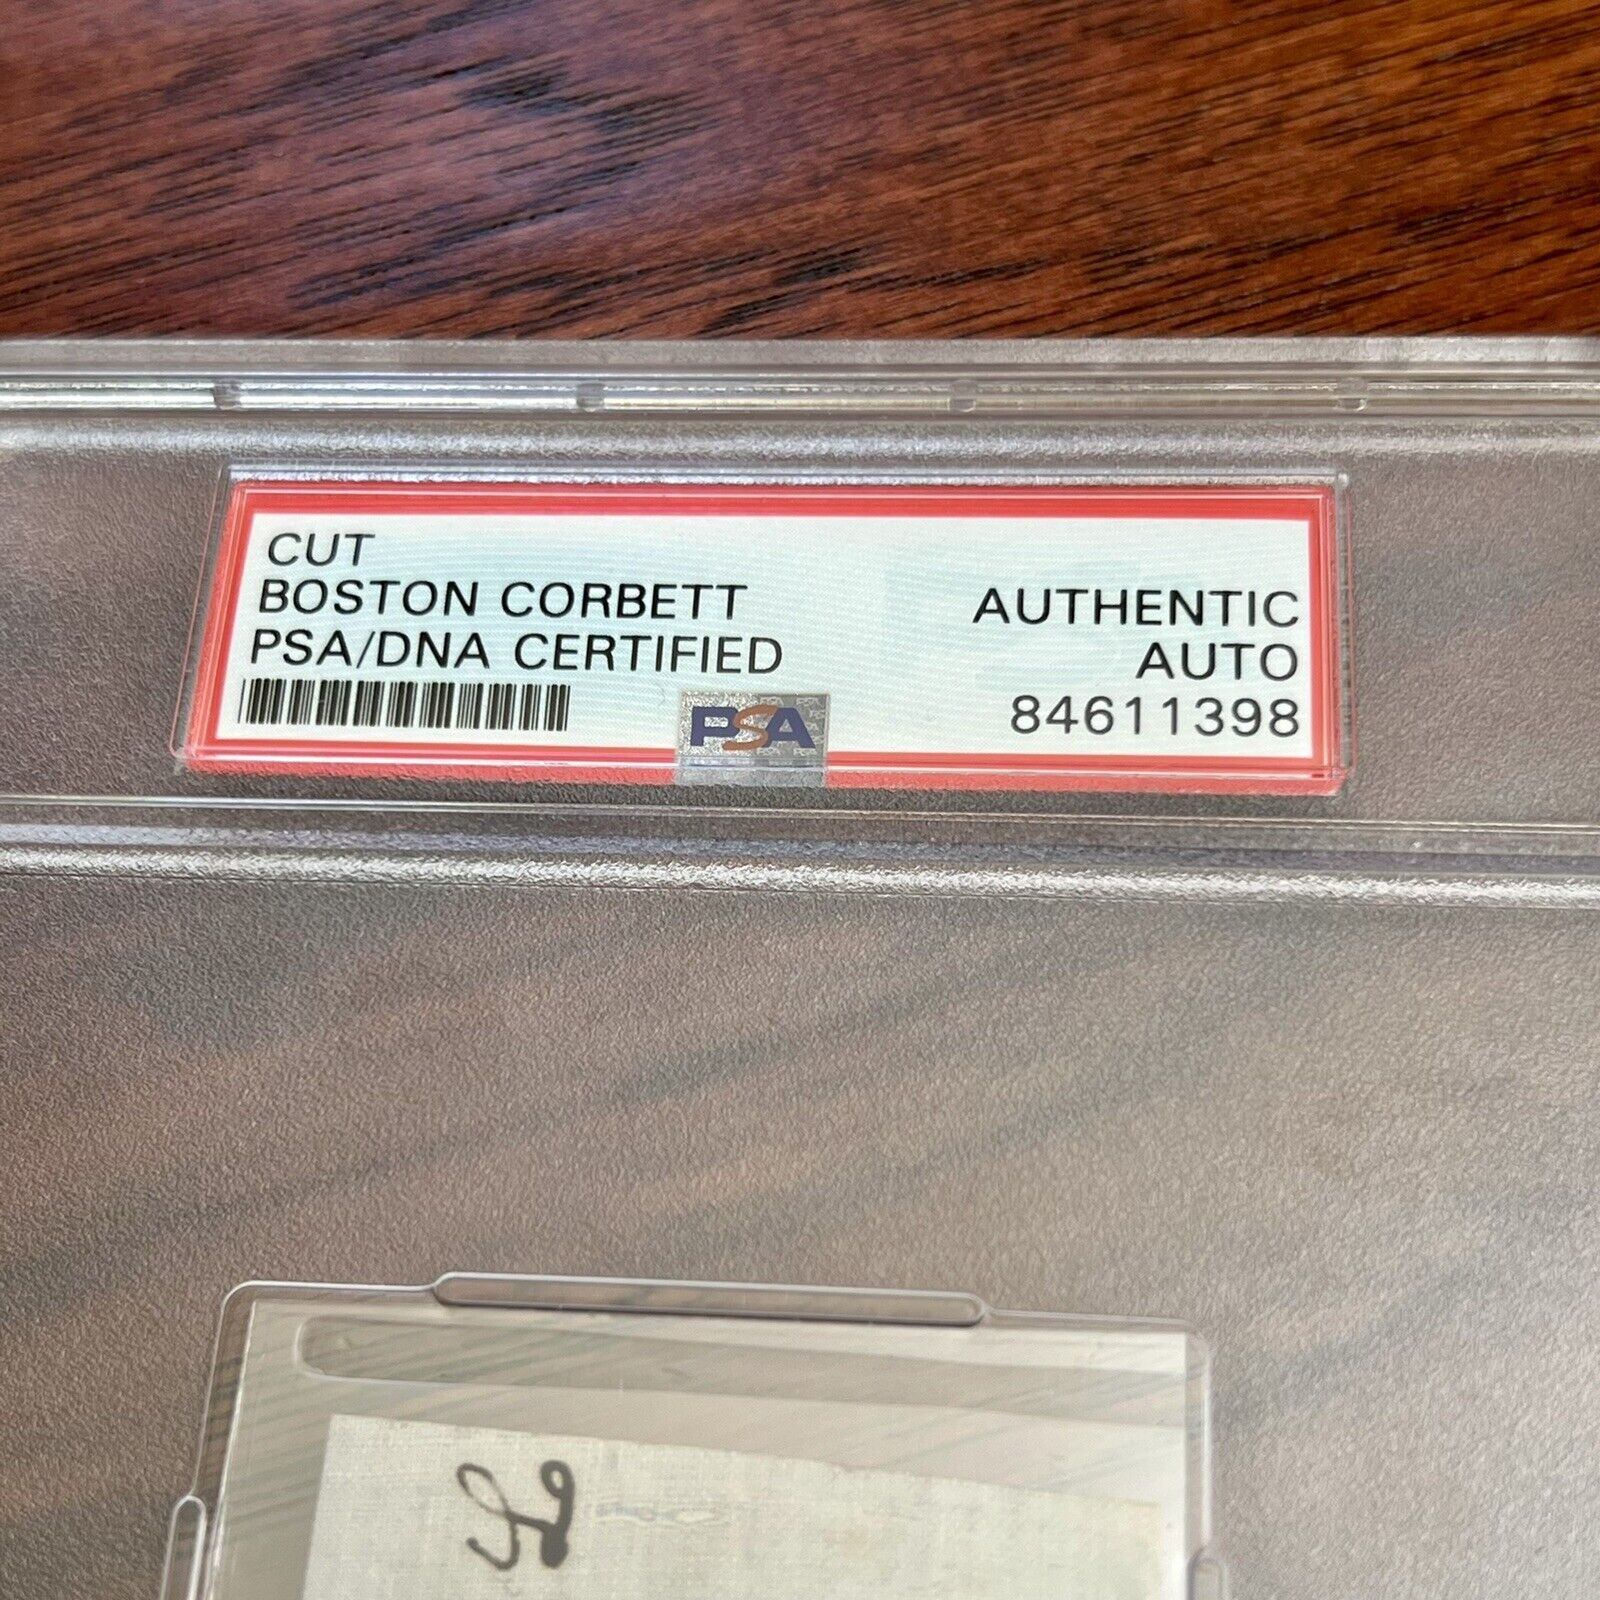 CUT
BOSTON CORBETT
PSA/DNA CERTIFIED
AUTHENTIC
AUTO
84611398
PSA